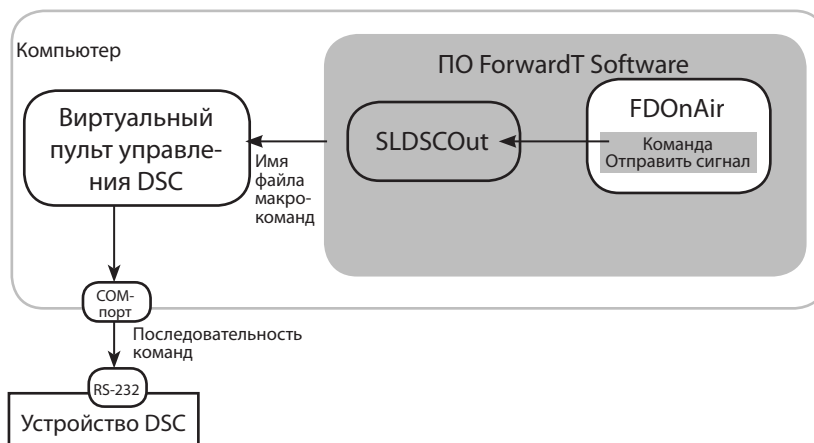 Компьютер
ПО ForwardT Software
FDOnAir
Команда
Отправить сигнал
SLDSCOut
Виртуальный
пульт управле-
ния DSC
Имя
файла
макро-
команд
COM-
порт
Последовательность
команд
RS-232
Устройство DSC